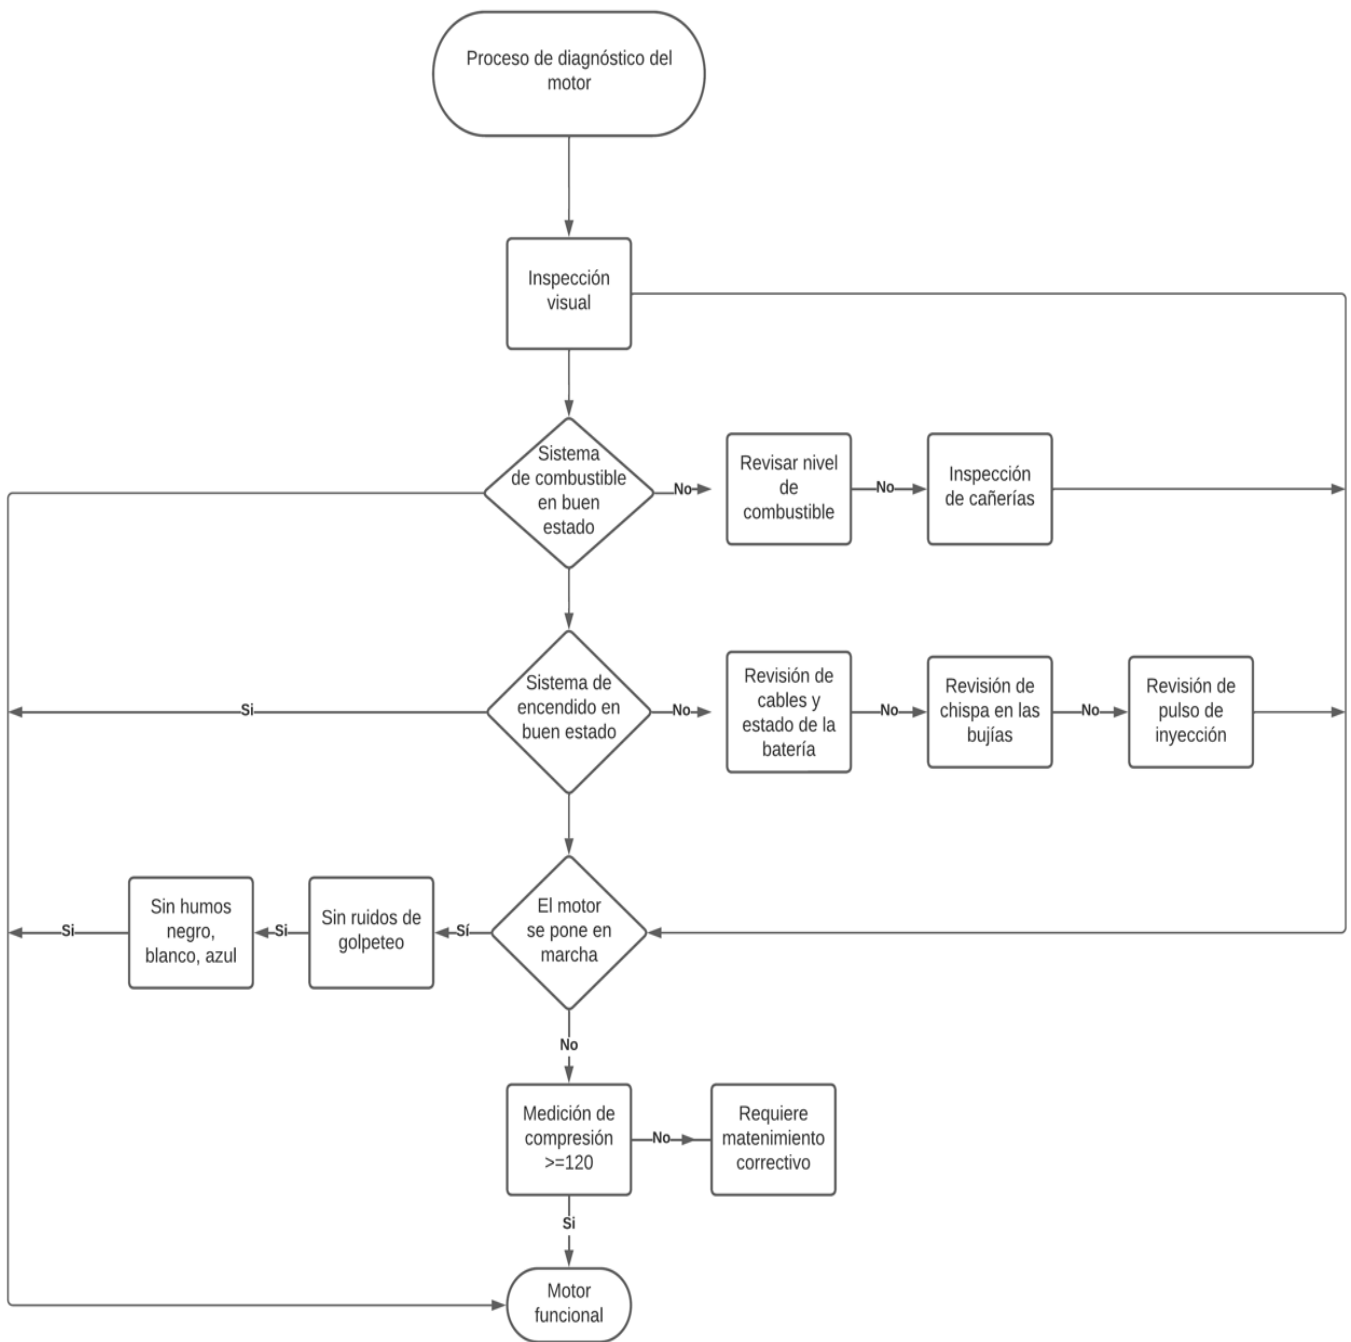 Proceso de diagnóstico del
motor
Inspección
visual
Sistema
de combustible
en buen
estado
No
Revisar nivel
de
combustible
No
Inspección
de cañerías
Si
Sistema de
encendido en
buen estado
No
Revisión de
cables y
estado de la
batería
No
Revisión de
chispa en las
bujías
No
Revisión de
pulso de
inyección
Si
Sin humos
negro,
blanco, azul
Si
Sin ruidos de
golpeteo
Sí
El motor
se pone en
marcha
No
Medición de
compresión
>=120
No
Requiere
matenimiento
correctivo
Si
Motor
funcional